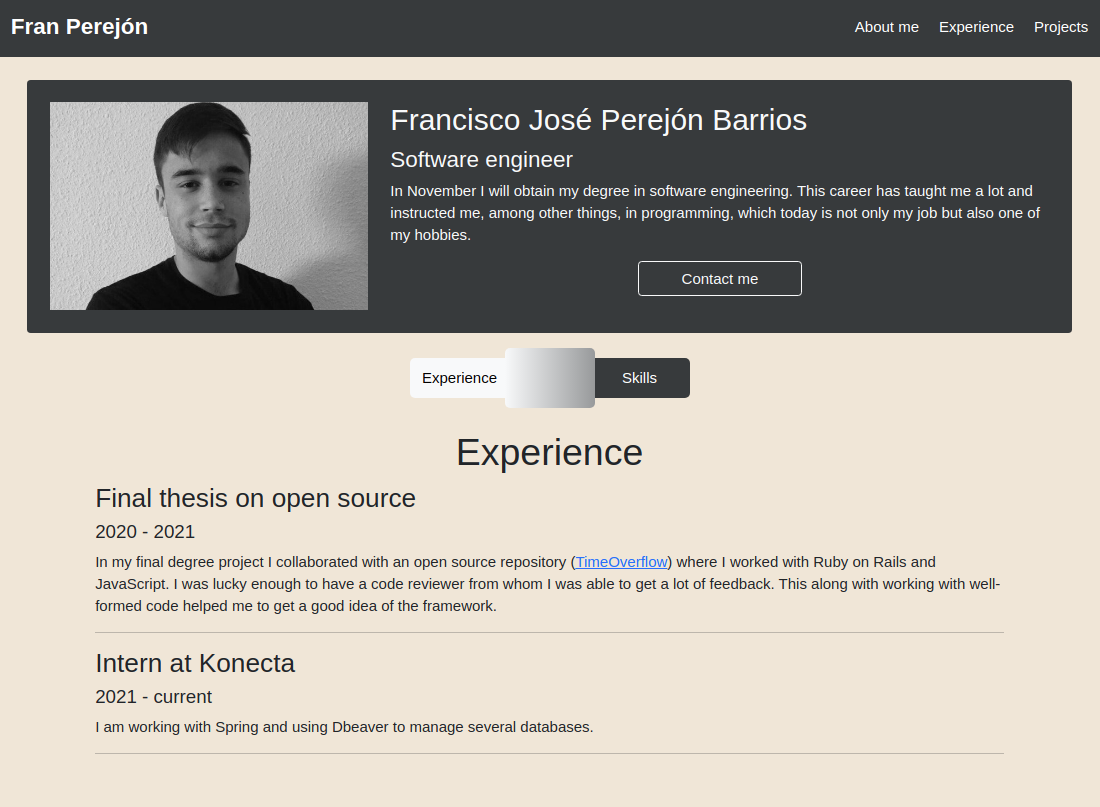 Fran Perejón
About me Experience Projects
Francisco José Perejón Barrios
Software engineer
In November I will obtain my degree in software engineering. This career has taught me a lot and
instructed me, among other things, in programming, which today is not only my job but also one of
my hobbies.
Contact me
Experience Skills
Experience
Final thesis on open source
2020 - 2021
In my final degree project I collaborated with an open source repository (TimeOverflow) where I worked with Ruby on Rails and
JavaScript. I was lucky enough to have a code reviewer from whom I was able to get a lot of feedback. This along with working with well-
formed code helped me to get a good idea of the framework.
Intern at Konecta
2021 - current
I am working with Spring and using Dbeaver to manage several databases.